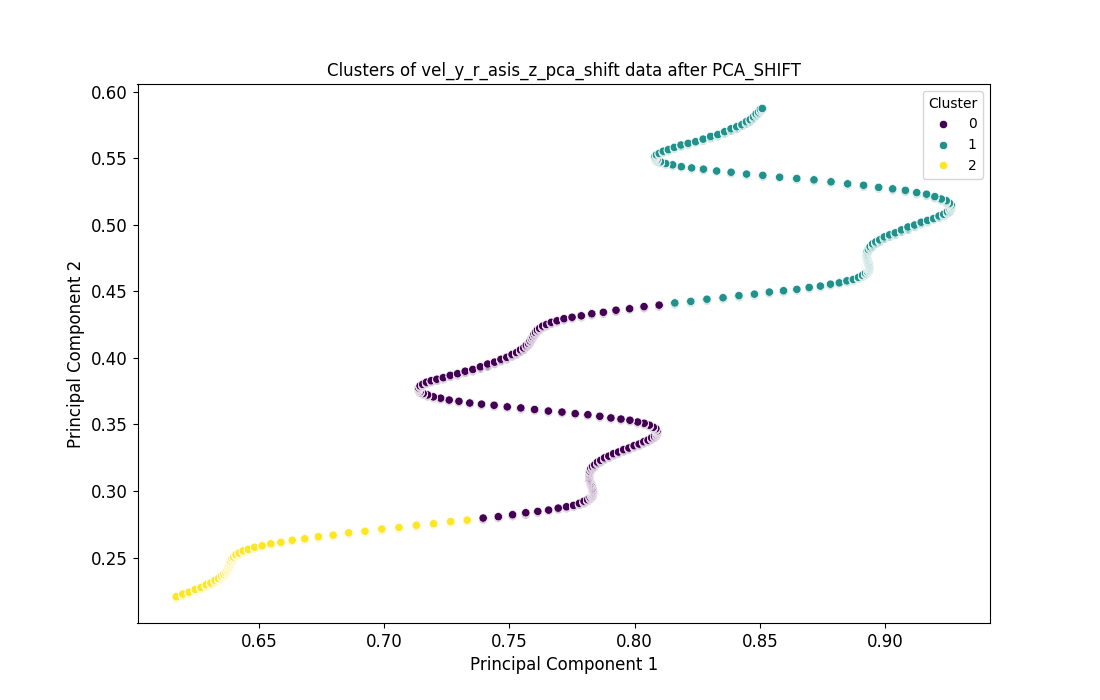 Clusters of vel_y_r_asis_z_pca_shift data after PCA_SHIFT
Cluster
0
1
2
0.60
0.55
0.50
0.45
0.40
0.35
0.30
0.25
Principal Component 2
0.65 0.70 0.75 0.80 0.85 0.90
Principal Component 1